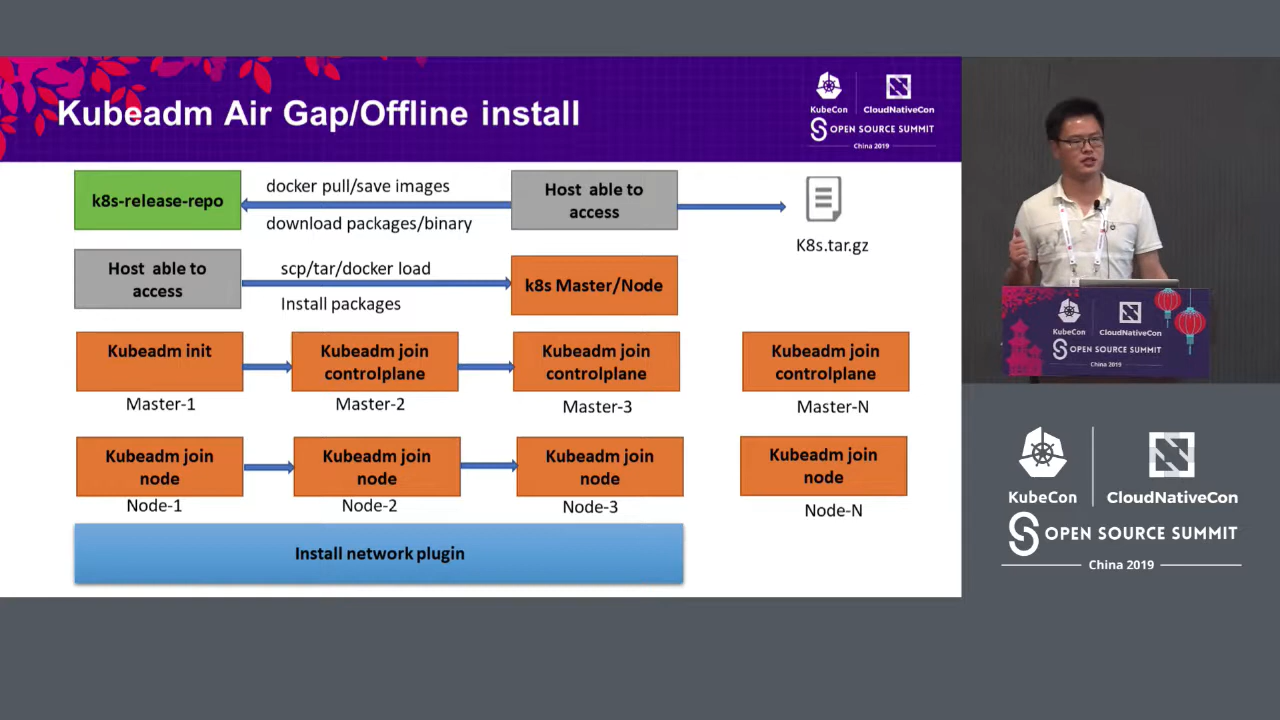 Kubeadm Air Gap/Offline install
KubeCon
CloudNativeCon
OPEN SOURCE SUMMIT
China 2019
k8s-release-repo
docker pull/save images
download packages/binary
Host able to
access
K8s.tar.gz
Host able to
access
scp/tar/docker load
Install packages
k8s Master/Node
Kubeadm init
Master-1
Kubeadm join
controlplane
Master-2
Kubeadm join
controlplane
Master-3
Kubeadm join
controlplane
Master-N
Kubeadm join
node
Node-1
Kubeadm join
node
Node-2
Kubeadm join
node
Node-3
Kubeadm join
node
Node-N
Install network plugin
KubeCon
CloudNativeCon
OPEN SOURCE SUMMIT
China 2019
KubeCon
CloudNativeCon
OPEN SOURCE SUMMIT
China 2019